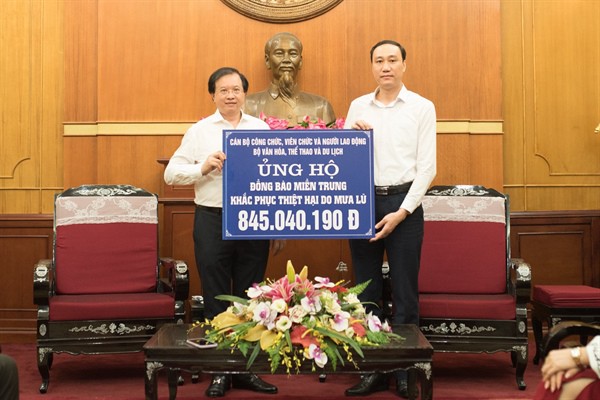 CÁN BỘ CÔNG CHỨC, VIÊN CHỨC VÀ NGƯỜI LAO ĐỘNG
BỘ VĂN HÓA, THỂ THAO VÀ DU LỊCH
ỦNG HỘ
ĐỒNG BÀO MIỀN TRUNG
KHẮC PHỤC THIỆT HẠI DO MƯA LŨ
845.040.190 Đ